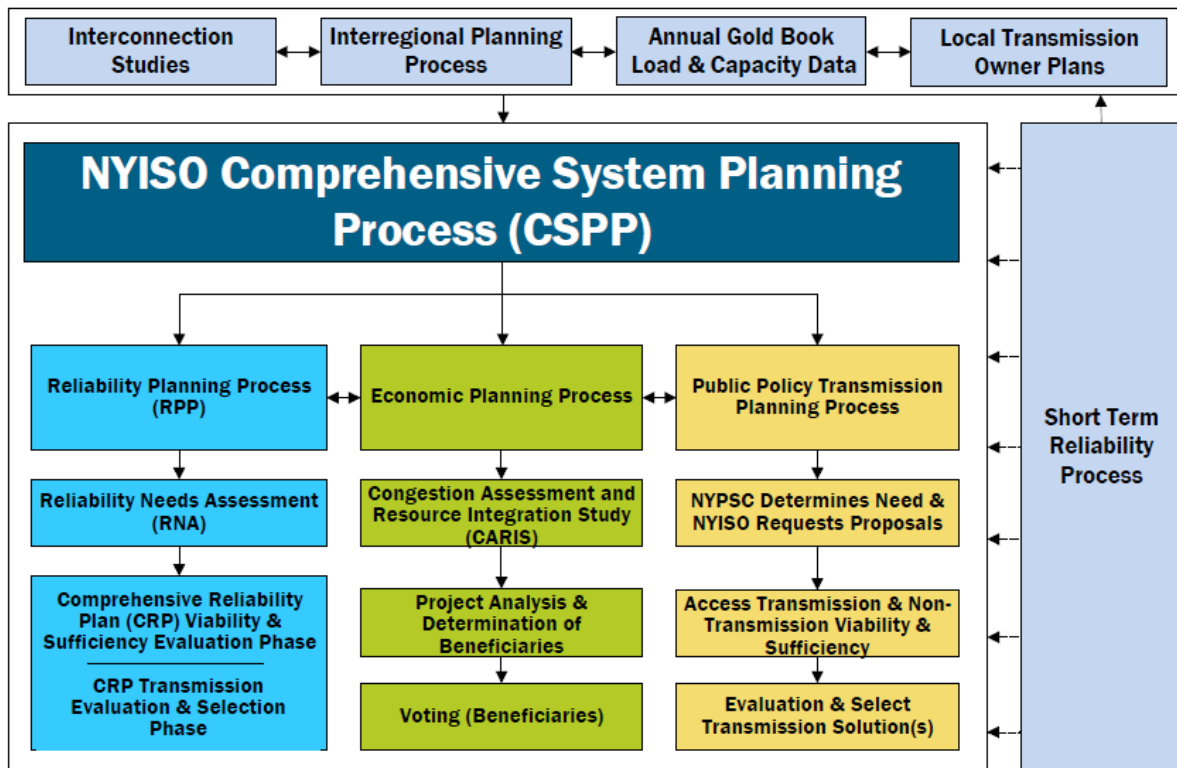 Interconnection
Studies
Interregional Planning
Process
Annual Gold Book
Load & Capacity Data
Local Transmission
Owner Plans
NYISO Comprehensive System Planning
Process (CSPP)
Reliability Planning Process
(RPP)
Economic Planning Process
Public Policy Transmission
Planning Process
Short Term
Reliability
Process
Reliability Needs Assessment
(RNA)
Congestion Assessment and
Resource Integration Study
(CARIS)
NYPSC Determines Need &
NYISO Requests Proposals
Comprehensive Reliability
Plan (CRP) Viability &
Sufficiency Evaluation Phase
CRP Transmission
Evaluation & Selection
Phase
Project Analysis &
Determination of
Beneficiaries
Access Transmission & Non-
Transmission Viability &
Sufficiency
Voting (Beneficiaries)
Evaluation & Select
Transmission Solution(s)